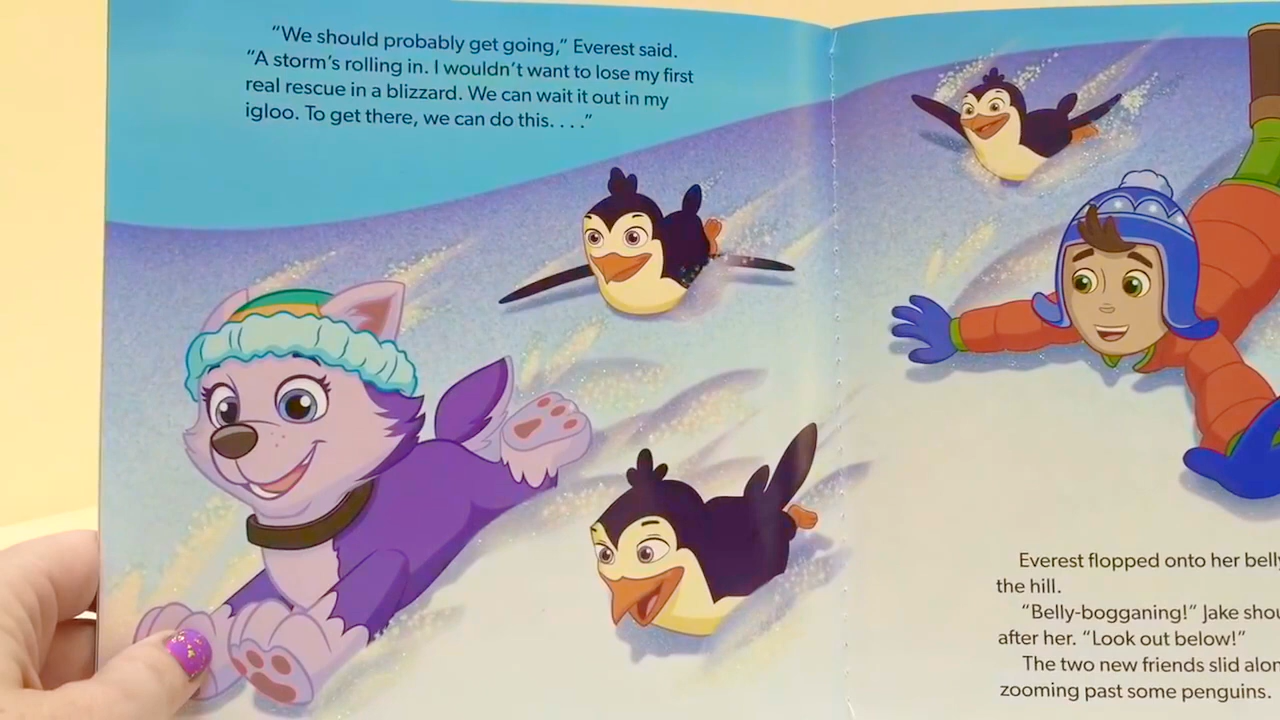 “We should probably get going,” Everest said.
“A storm’s rolling in. I wouldn’t want to lose my first
real rescue in a blizzard. We can wait it out in my
igloo. To get there, we can do this. . . .”
Everest flopped onto her belly
the hill.
“Belly-bogganing!” Jake shou
after her. “Look out below!”
The two new friends slid alon
zooming past some penguins.